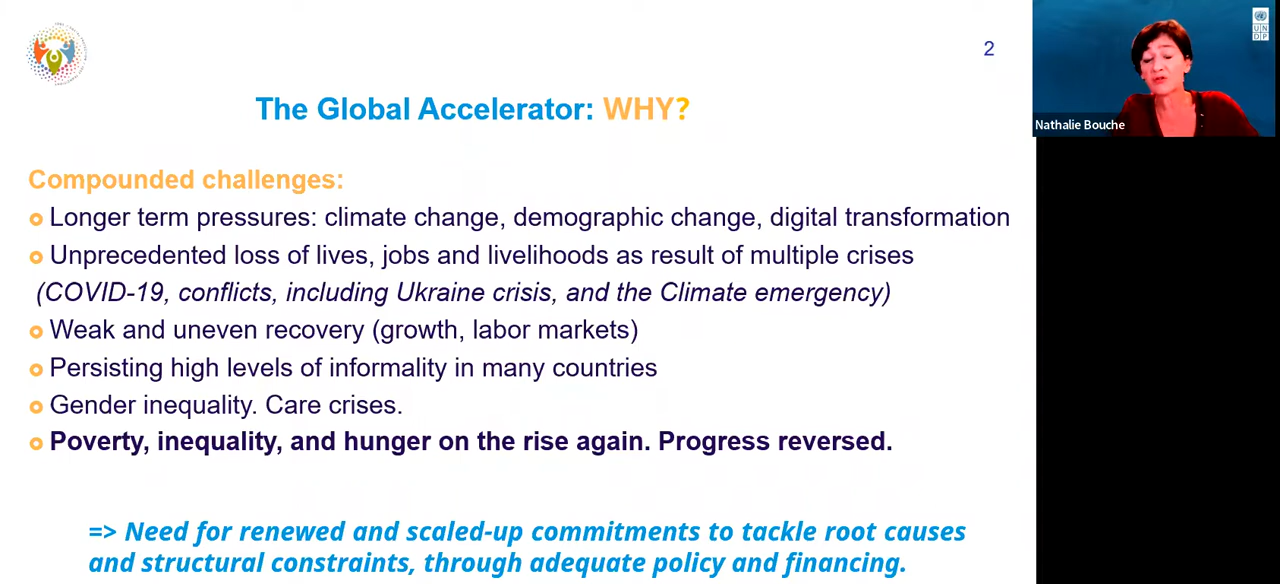 2
The Global Accelerator: WHY?
Compounded challenges:
Longer term pressures: climate change, demographic change, digital transformation
Unprecedented loss of lives, jobs and livelihoods as result of multiple crises
(COVID-19, conflicts, including Ukraine crisis, and the Climate emergency)
Weak and uneven recovery (growth, labor markets)
Persisting high levels of informality in many countries
Gender inequality. Care crises.
Poverty, inequality, and hunger on the rise again. Progress reversed.
=> Need for renewed and scaled-up commitments to tackle root causes
and structural constraints, through adequate policy and financing.
UN
DP
Nathalie Bouche